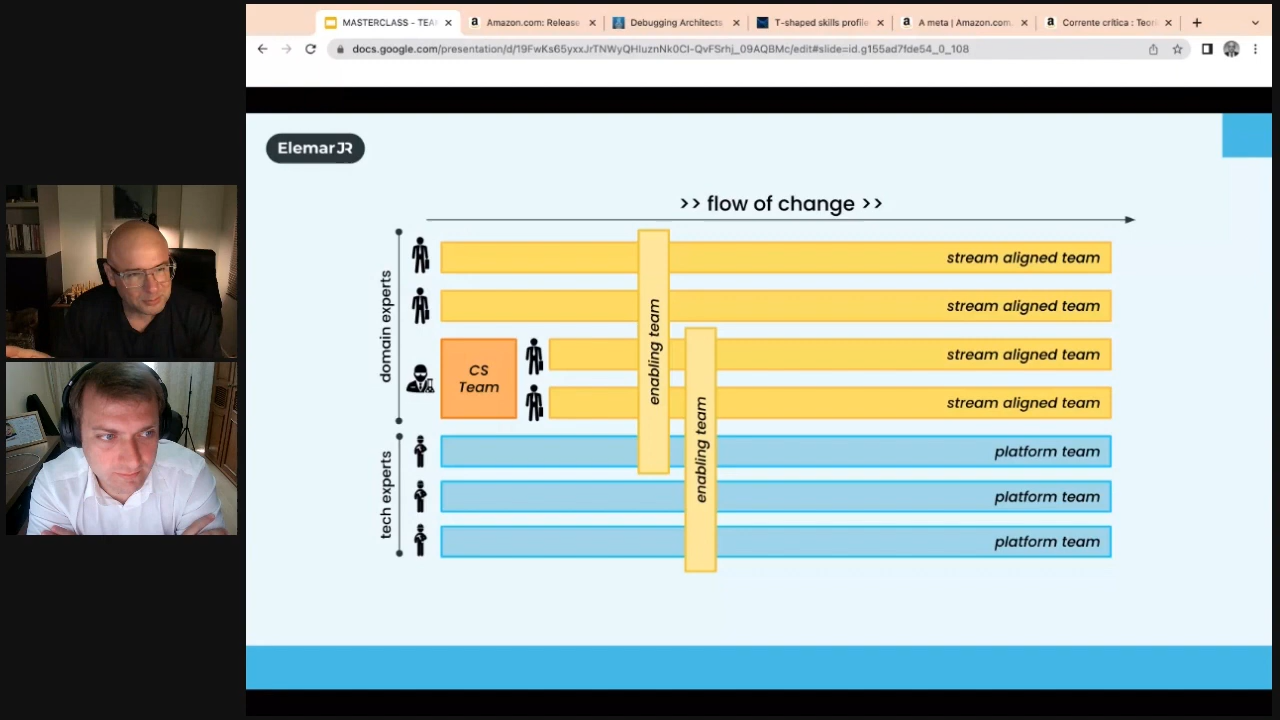 MASTERCLASS - TEA
Amazon.com: Release
Debugging Architects
T-shaped skills profile
A meta | Amazon.com
Corrente crítica : Teori
docs.google.com/presentation/d/19FwKs65yxxJrTNWyQHIuznNk0CI-QvFSrhj_09AQBMc/edit#slide=id.g155ad7fde54_0_108
ElemarJR
>> flow of change >>
domain experts
stream aligned team
stream aligned team
CS
Team
stream aligned team
stream aligned team
enabling team
enabling team
tech experts
platform team
platform team
platform team